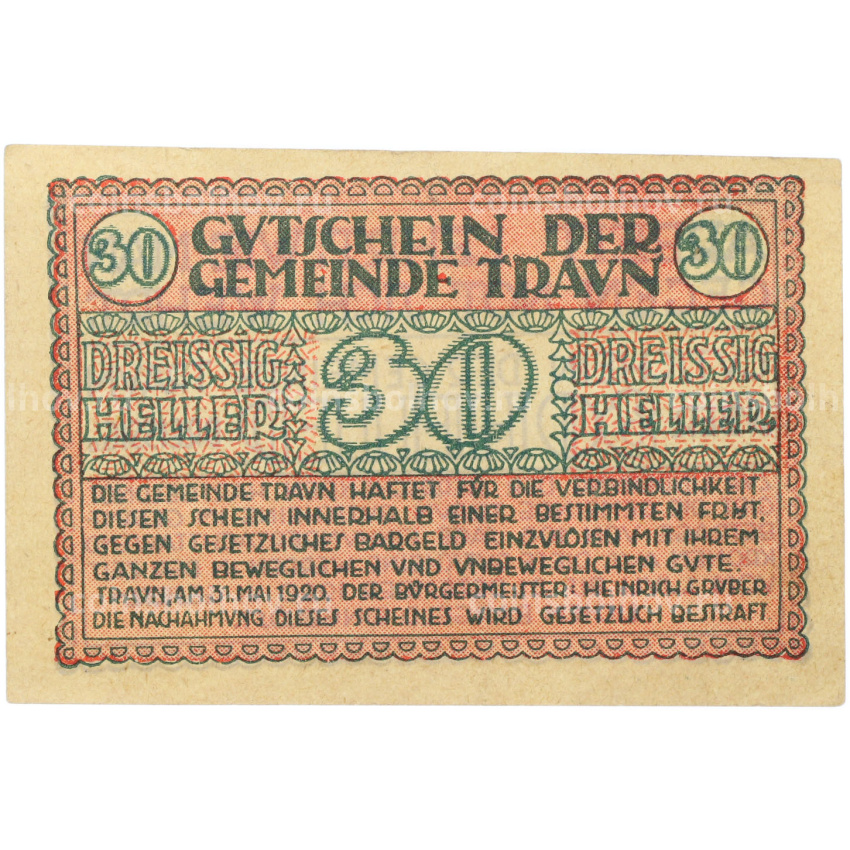 30 GVTSCHEIN DER 30
GEMEINDE TRAVN
DREISSIG 30 DREISSIG
HELLER HELLER
DIE GEMEINDE TRAVN HAFTET FÜR DIE VERBINDLICHKEIT
DIESEN SCHEIN INNERHALB EINER BESTIMMTEN FRIST,
GEGEN GESETZLICHES BARGELD EINZVLÖSEN MIT IHREM
GANZEN BEWEGLICHEN VND VNBEWEGLICHEN GVTE
TRAVN, AM 31. MAI 1920. DER BÜRGERMEISTER: HEINRICH GRVBER
DIE NACHAHMVNG DIESES SCHEINES WIRD GESETZLICH BESTRAFT